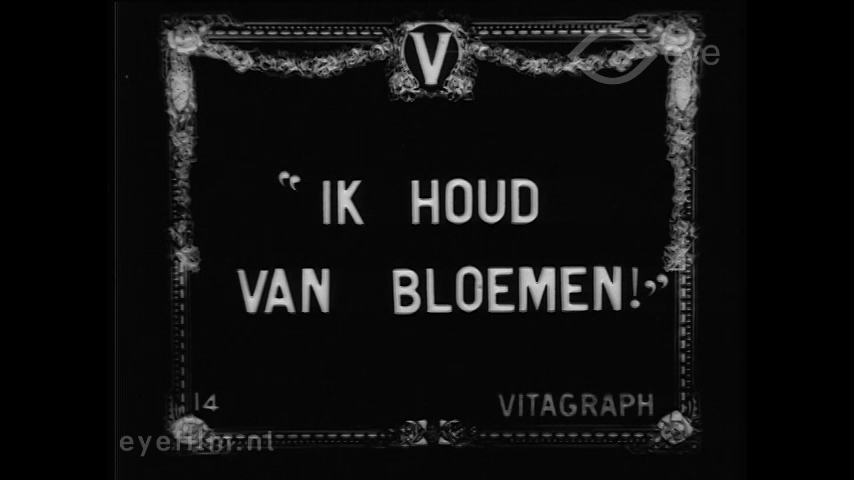 V
eye
“IK HOUD
VAN BLOEMEN!”
14
VITAGRAPH
eyefilm.nl